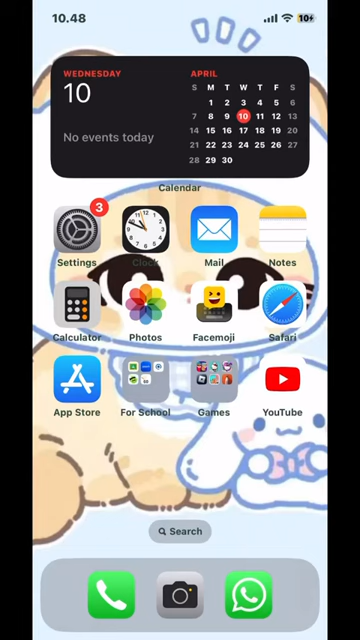 10.48
10
WEDNESDAY
10
No events today
APRIL
S M T W T F S
1 2 3 4 5 6
7 8 9 10 11 12 13
14 15 16 17 18 19 20
21 22 23 24 25 26 27
28 29 30
Calendar
3
Settings Clock Mail Notes
Calculator Photos Facemoji Safari
App Store For School Games YouTube
Search